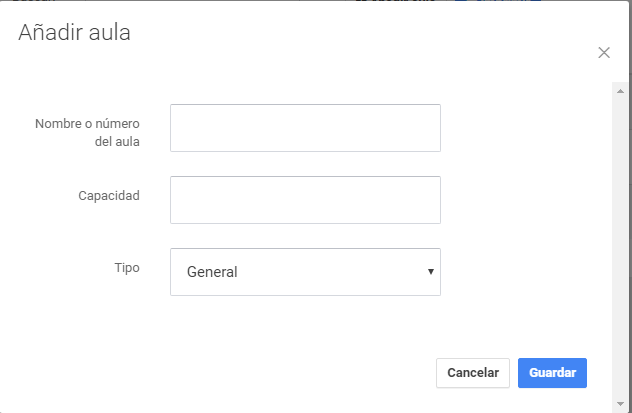 Añadir aula
Nombre o número
del aula
Capacidad
Tipo
General
Cancelar
Guardar